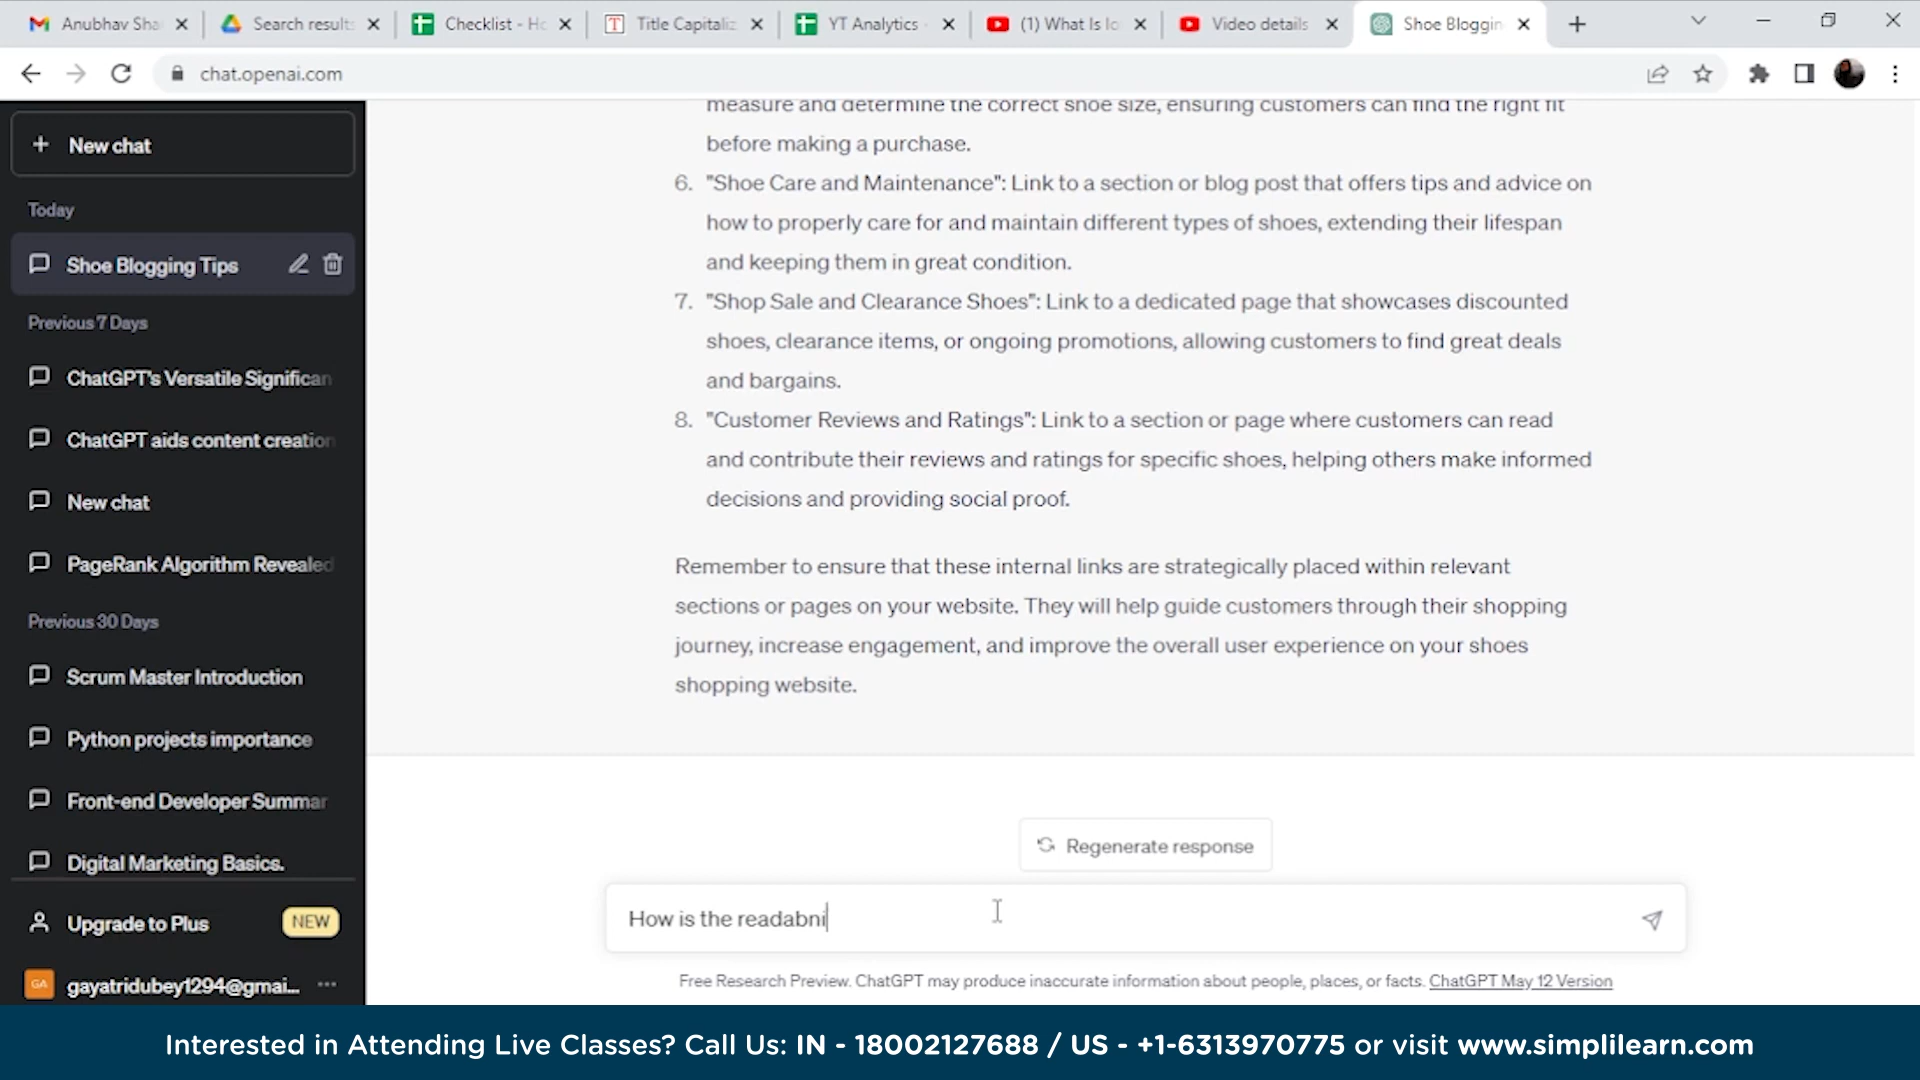 Anubhav Sha
Search results
Checklist - Ho
Title Capitaliz
YT Analytics
(1) What Is Io
Video details
Shoe Bloggin
chat.openai.com
New chat
Today
Shoe Blogging Tips
Previous 7 Days
ChatGPT's Versatile Significan
ChatGPT aids content creation
New chat
PageRank Algorithm Revealed
Previous 30 Days
Scrum Master Introduction
Python projects importance
Front-end Developer Summar
Digital Marketing Basics.
Upgrade to Plus
NEW
GA
gayatridubey1294@gmai...
measure and determine the correct shoe size, ensuring customers can find the right fit
before making a purchase.
6. "Shoe Care and Maintenance": Link to a section or blog post that offers tips and advice on
how to properly care for and maintain different types of shoes, extending their lifespan
and keeping them in great condition.
7. "Shop Sale and Clearance Shoes": Link to a dedicated page that showcases discounted
shoes, clearance items, or ongoing promotions, allowing customers to find great deals
and bargains.
8. "Customer Reviews and Ratings": Link to a section or page where customers can read
and contribute their reviews and ratings for specific shoes, helping others make informed
decisions and providing social proof.
Remember to ensure that these internal links are strategically placed within relevant
sections or pages on your website. They will help guide customers through their shopping
journey, increase engagement, and improve the overall user experience on your shoes
shopping website.
Regenerate response
How is the readabni
Free Research Preview. ChatGPT may produce inaccurate information about people, places, or facts. ChatGPT May 12 Version
Interested in Attending Live Classes? Call Us: IN - 18002127688 / US - +1-6313970775 or visit www.simplilearn.com